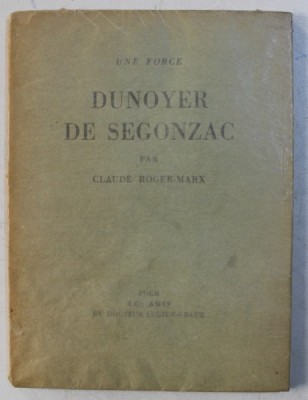 UNE FORCE
DUNOYER
DE SEGONZAC
PAR
CLAUDE ROGER-MARX
POUR
LES AMIS
DU DOCTEUR LUCIEN-GRAUX